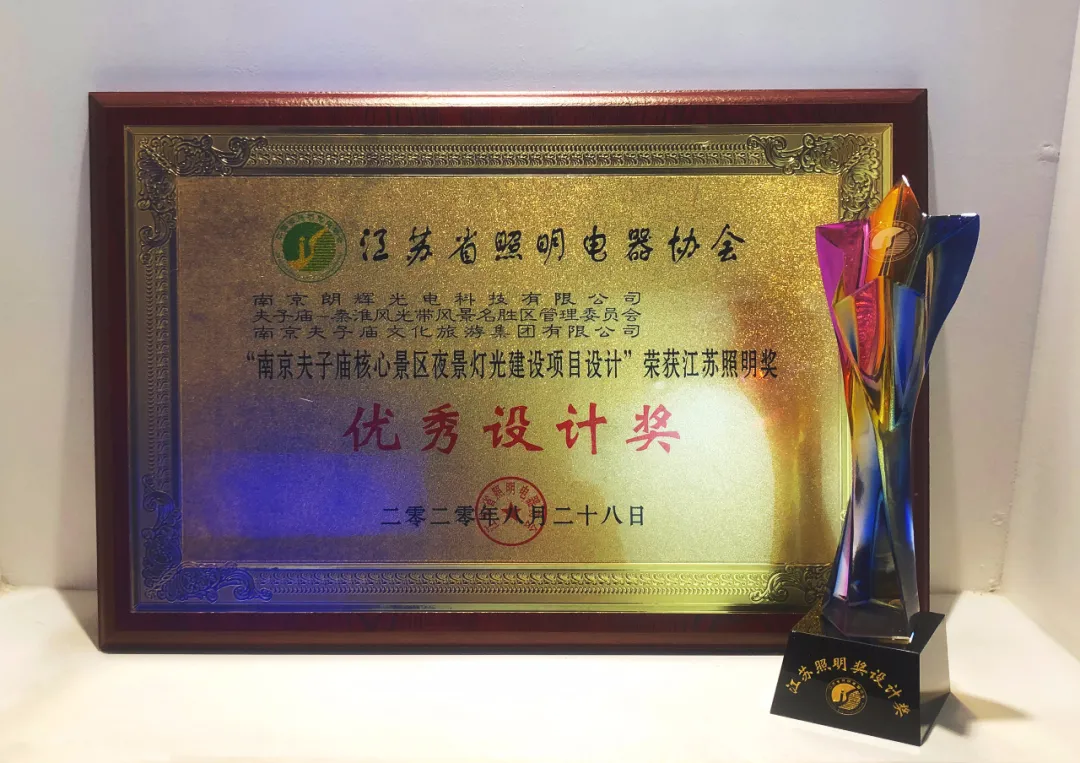 江苏省照明电器协会
南京朗辉光电科技有限公司
夫子庙-秦淮风光带风景名胜区管理委员会
南京夫子庙文化旅游集团有限公司
“南京夫子庙核心景区夜景灯光建设项目设计”荣获江苏照明奖
优秀设计奖
二零二零年八月二十八日
江苏照明奖设计奖